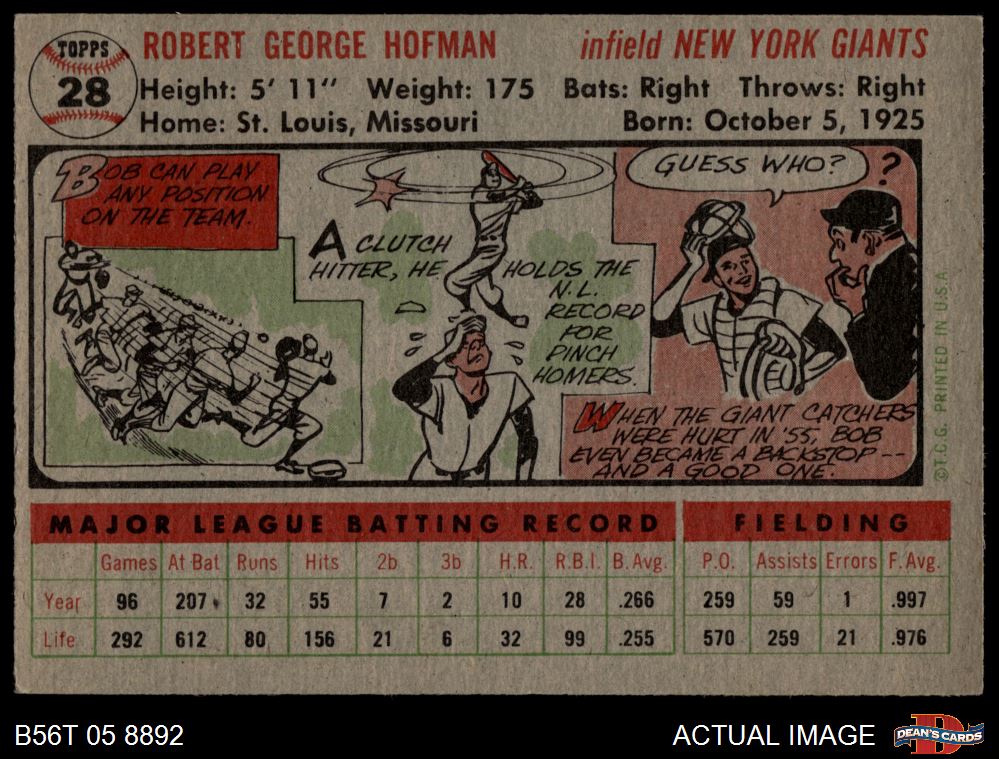 TOPPS
28
ROBERT GEORGE HOFMAN infield NEW YORK GIANTS
Height: 5' 11" Weight: 175 Bats: Right Throws: Right
Home: St. Louis, Missouri Born: October 5, 1925
BOB CAN PLAY
ANY POSITION
ON THE TEAM.
A CLUTCH
HITTER, HE HOLDS THE
N.L.
RECORD
FOR
PINCH
HOMERS.
GUESS WHO?
?
WHEN THE GIANT CATCHERS
WERE HURT IN '55, BOB
EVEN BECAME A BACKSTOP --
AND A GOOD ONE.
©T.C.G. PRINTED IN U.S.A.
MAJOR LEAGUE BATTING RECORD FIELDING
Games At Bat Runs Hits 2b 3b H.R. R.B.I. B. Avg. P.O. Assists Errors F. Avg.
Year 96 207 32 55 7 2 10 28 .266 259 59 1 .997
Life 292 612 80 156 21 6 32 99 .255 570 259 21 .976
B56T 05 8892 ACTUAL IMAGE
DEAN'S CARDS